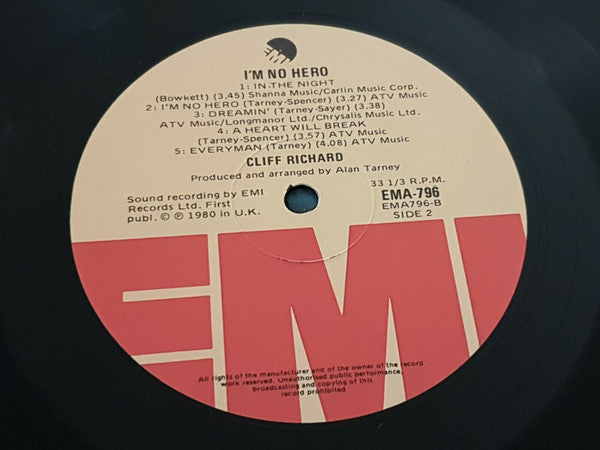 EMI
I'M NO HERO
1: IN THE NIGHT
(Bowkett) (3.45) Shanna Music/Carlin Music Corp.
2: I'M NO HERO (Tarney-Spencer) (3.27) ATV Music
3: DREAMIN' (Tarney-Sayer) (3.38)
ATV Music/Longmanor Ltd./Chrysalis Music Ltd.
4: A HEART WILL BREAK
(Tarney-Spencer) (3.57) ATV Music
5: EVERYMAN (Tarney) (4.08) ATV Music
CLIFF RICHARD
Produced and arranged by Alan Tarney
Sound recording by EMI
Records Ltd. First
publ. © ℗ 1980 in U.K.
33 1/3 R.P.M.
EMA-796
EMA796-B
SIDE 2
EMI
All rights of the manufacturer and of the owner of the record
work reserved. Unauthorised public performance,
broadcasting and copying of this
record prohibited